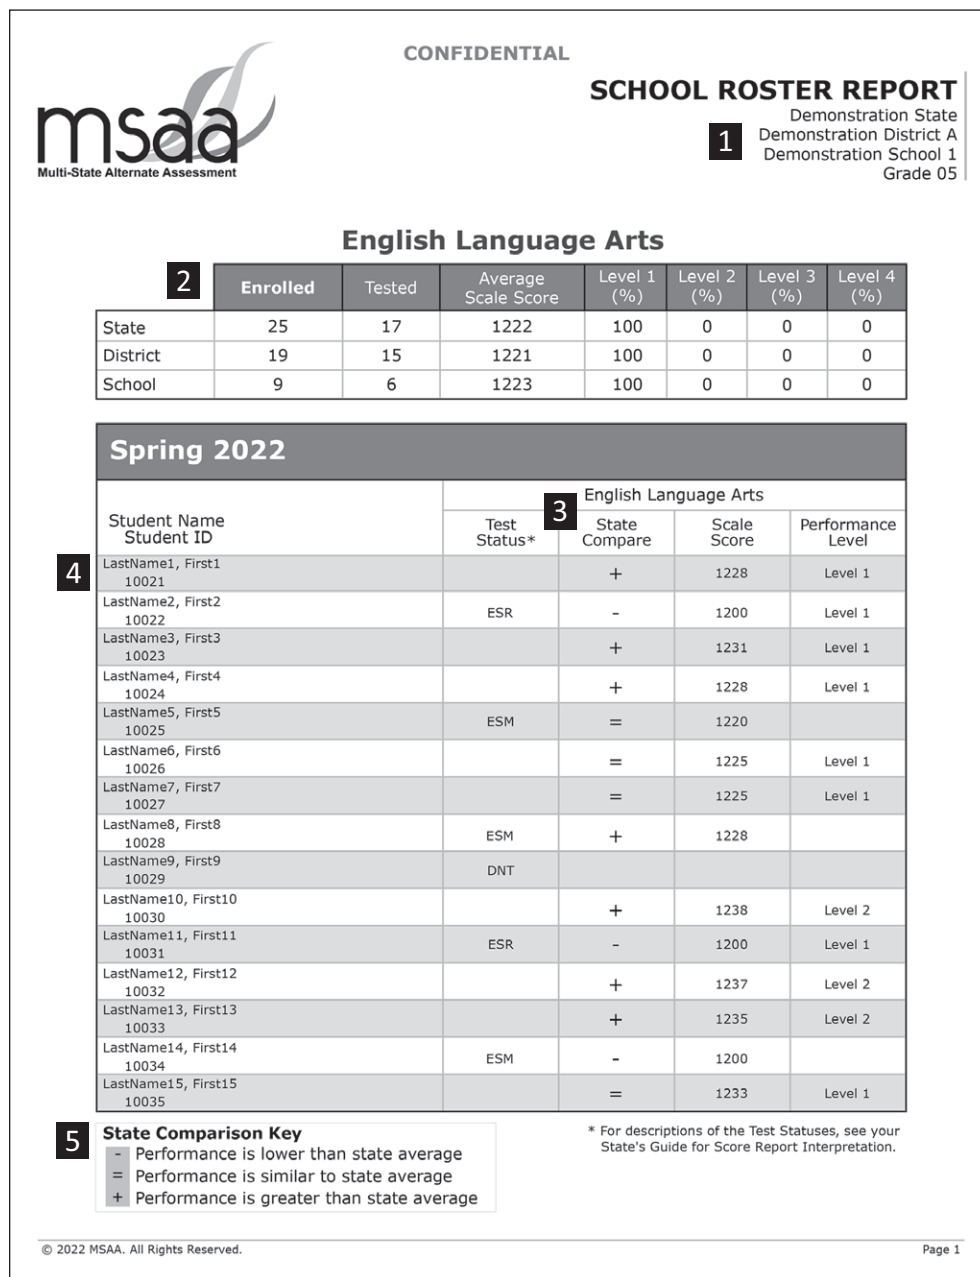 CONFIDENTIAL
msaa
Multi-State Alternate Assessment
SCHOOL ROSTER REPORT
Demonstration State
1 Demonstration District A
Demonstration School 1
Grade 05
English Language Arts
2 Enrolled Tested Average Scale Score Level 1 (%) Level 2 (%) Level 3 (%) Level 4 (%)
State 25 17 1222 100 0 0 0
District 19 15 1221 100 0 0 0
School 9 6 1223 100 0 0 0
Spring 2022
English Language Arts
3
Student Name Student ID Test Status* State Compare Scale Score Performance Level
4 LastName1, First1
10021 + 1228 Level 1
LastName2, First2
10022 ESR - 1200 Level 1
LastName3, First3
10023 + 1231 Level 1
LastName4, First4
10024 + 1228 Level 1
LastName5, First5
10025 ESM = 1220
LastName6, First6
10026 = 1225 Level 1
LastName7, First7
10027 = 1225 Level 1
LastName8, First8
10028 ESM + 1228
LastName9, First9
10029 DNT
LastName10, First10
10030 + 1238 Level 2
LastName11, First11
10031 ESR - 1200 Level 1
LastName12, First12
10032 + 1237 Level 2
LastName13, First13
10033 + 1235 Level 2
LastName14, First14
10034 ESM - 1200
LastName15, First15
10035 = 1233 Level 1
5 State Comparison Key
- Performance is lower than state average
= Performance is similar to state average
+ Performance is greater than state average
* For descriptions of the Test Statuses, see your
State's Guide for Score Report Interpretation.
© 2022 MSAA. All Rights Reserved. Page 1